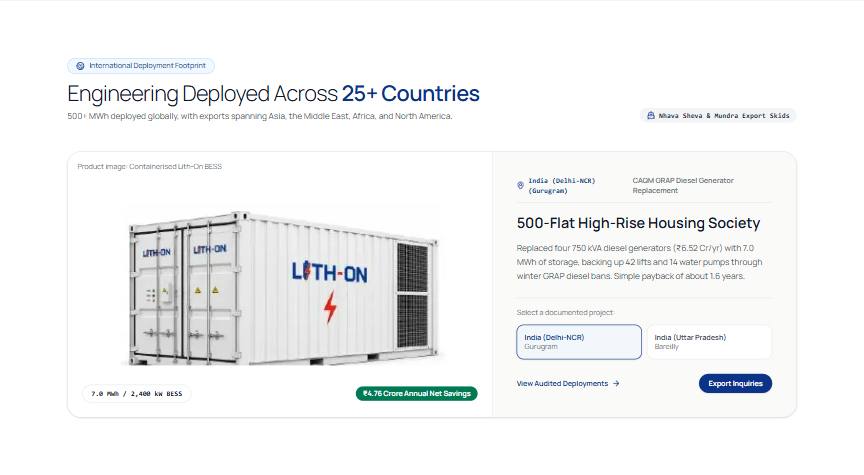 International Deployment Footprint
Engineering Deployed Across 25+ Countries
500+ MWh deployed globally, with exports spanning Asia, the Middle East, Africa, and North America.
Nhava Sheva & Mundra Export Skids
Product image: Containerised Lith-On BESS
LITH-ON
LITH-ON
LITH-ON
7.0 MWh / 2,400 kW BESS
₹4.76 Crore Annual Net Savings
India (Delhi-NCR)
(Gurugram)
CAQM GRAP Diesel Generator
Replacement
500-Flat High-Rise Housing Society
Replaced four 750 kVA diesel generators (₹6.52 Cr/yr) with 7.0
MWh of storage, backing up 42 lifts and 14 water pumps through
winter GRAP diesel bans. Simple payback of about 1.6 years.
Select a documented project:
India (Delhi-NCR)
Gurugram
India (Uttar Pradesh)
Bareilly
View Audited Deployments →
Export Inquiries